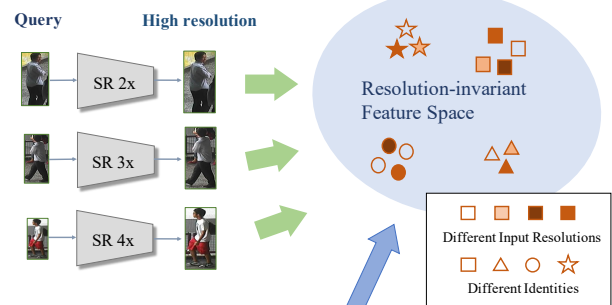 Query
High resolution
SR 2x
SR 3x
SR 4x
Resolution-invariant
Feature Space
Different Input Resolutions
Different Identities